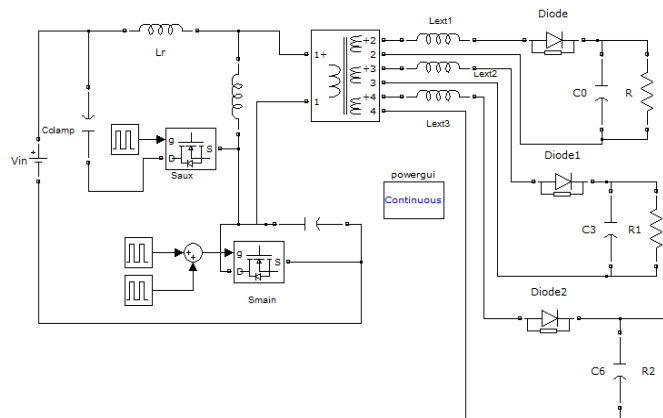 Lr
Lext1
Diode
1+
+2
2
+3
3
+4
4
1
Lext2
Lext3
C0
R
Cclamp
Vin
+
g
D
S
Saux
powergui
Continuous
Diode1
C3
R1
+
+
g
D
S
Smain
Diode2
C6
R2